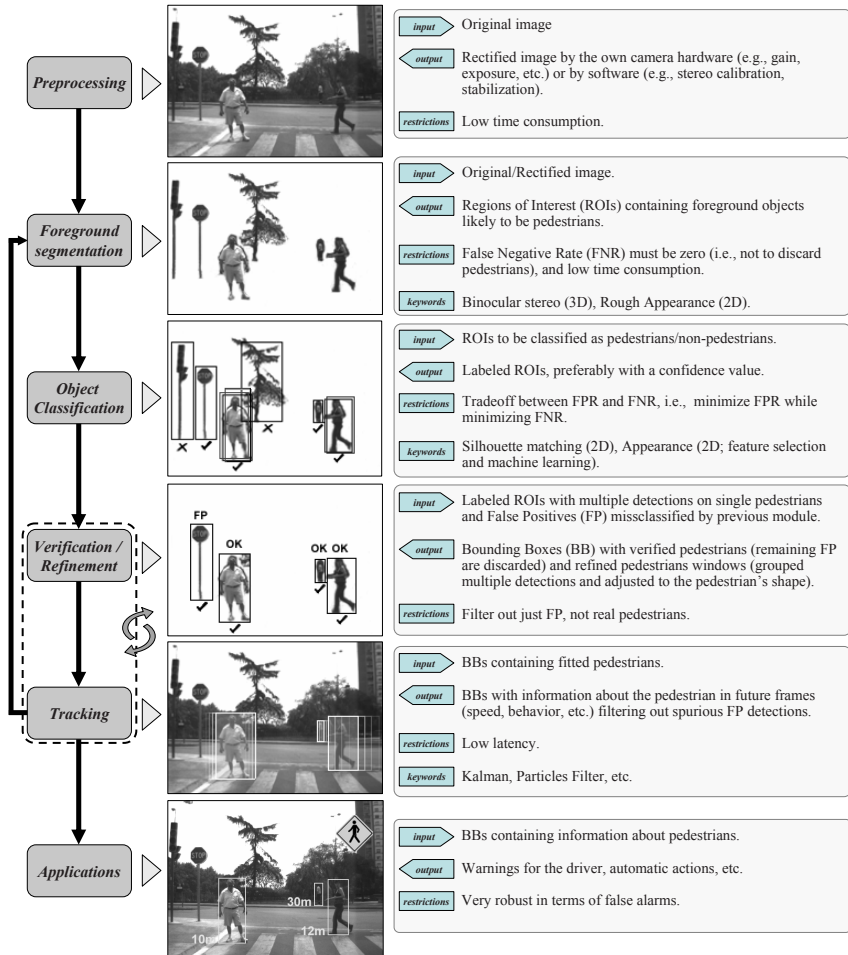 Preprocessing
input Original image
output Rectified image by the own camera hardware (e.g., gain,
exposure, etc.) or by software (e.g., stereo calibration,
stabilization).
restrictions Low time consumption.
Foreground
segmentation
STOP
input Original/Rectified image.
output Regions of Interest (ROIs) containing foreground objects
likely to be pedestrians.
restrictions False Negative Rate (FNR) must be zero (i.e., not to discard
pedestrians), and low time consumption.
keywords Binocular stereo (3D), Rough Appearance (2D).
Object
Classification
STOP
input ROIs to be classified as pedestrians/non-pedestrians.
output Labeled ROIs, preferably with a confidence value.
restrictions Tradeoff between FPR and FNR, i.e., minimize FPR while
minimizing FNR.
keywords Silhouette matching (2D), Appearance (2D; feature selection
and machine learning).
Verification /
Refinement
FP
STOP
OK
OK OK
input Labeled ROIs with multiple detections on single pedestrians
and False Positives (FP) missclassified by previous module.
output Bounding Boxes (BB) with verified pedestrians (remaining FP
are discarded) and refined pedestrians windows (grouped
multiple detections and adjusted to the pedestrian's shape).
restrictions Filter out just FP, not real pedestrians.
Tracking
STOP
input BBs containing fitted pedestrians.
output BBs with information about the pedestrian in future frames
(speed, behavior, etc.) filtering out spurious FP detections.
restrictions Low latency.
keywords Kalman, Particles Filter, etc.
Applications
STOP
30m
10m
12m
input BBs containing information about pedestrians.
output Warnings for the driver, automatic actions, etc.
restrictions Very robust in terms of false alarms.